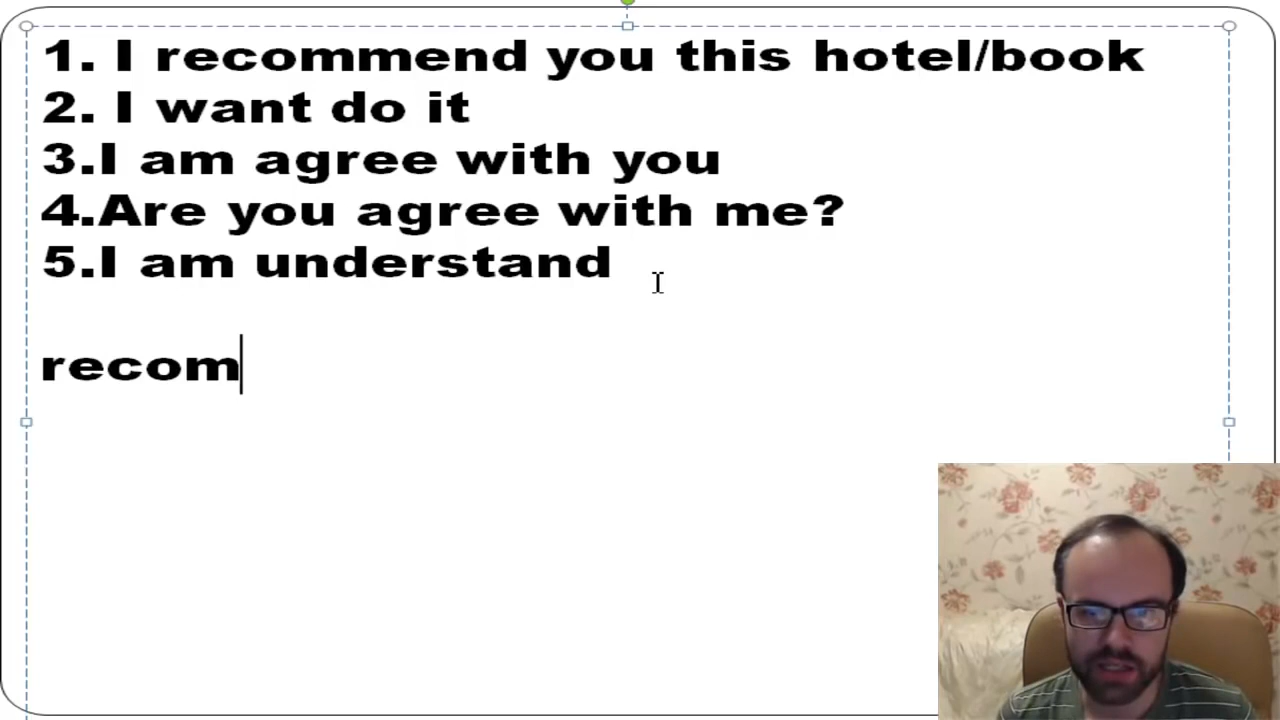 1. I recommend you this hotel/book
2. I want do it
3.I am agree with you
4.Are you agree with me?
5.I am understand
recom